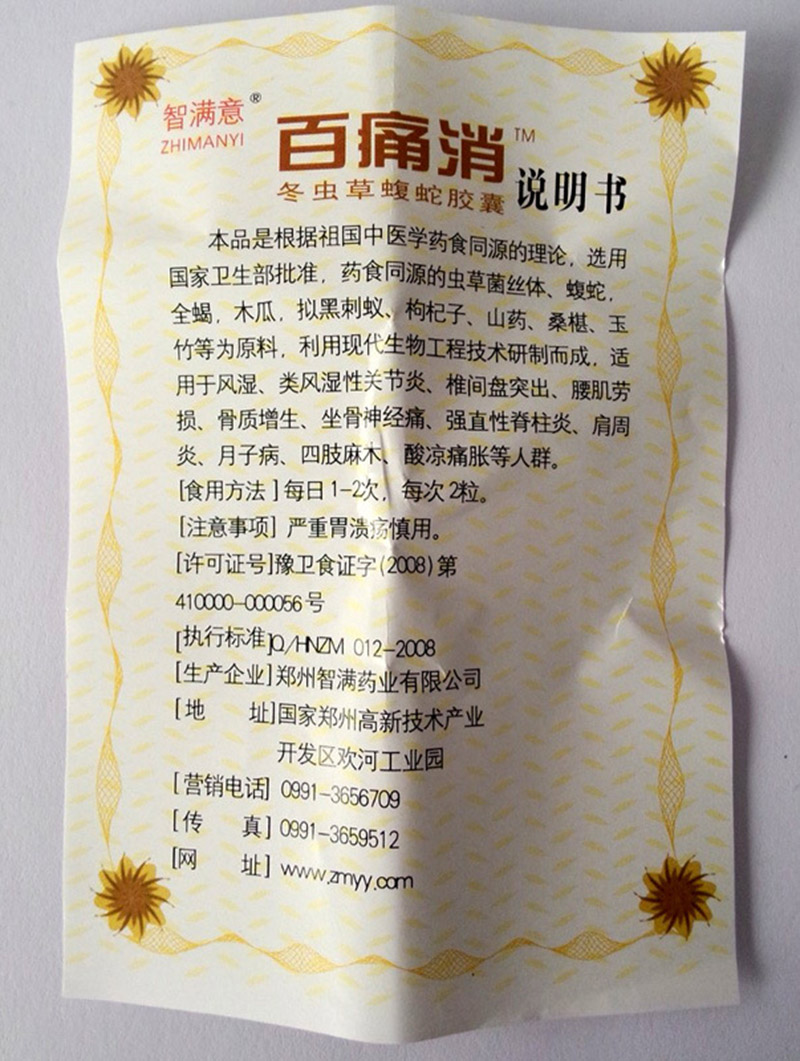 智满意®
ZHIMANYI
百痛消™
冬虫草蝮蛇胶囊 说明书
本品是根据祖国中医学药食同源的理论，选用
国家卫生部批准，药食同源的虫草菌丝体、蝮蛇，
全蝎，木瓜，拟黑刺蚁、枸杞子、山药、桑椹、玉
竹等为原料，利用现代生物工程技术研制而成，适
用于风湿、类风湿性关节炎、椎间盘突出、腰肌劳
损、骨质增生、坐骨神经痛、强直性脊柱炎、肩周
炎、月子病、四肢麻木、酸凉痛胀等人群。
[食用方法]每日1-2次，每次2粒。
[注意事项] 严重胃溃疡慎用。
[许可证号]豫卫食证字(2008)第
410000-000056号
[执行标准]Q/HNZM 012-2008
[生产企业]郑州智满药业有限公司
[地 址]国家郑州高新技术产业
开发区欢河工业园
[营销电话] 0991-3656709
[传 真] 0991-3659512
[网 址] www.zmyy.com